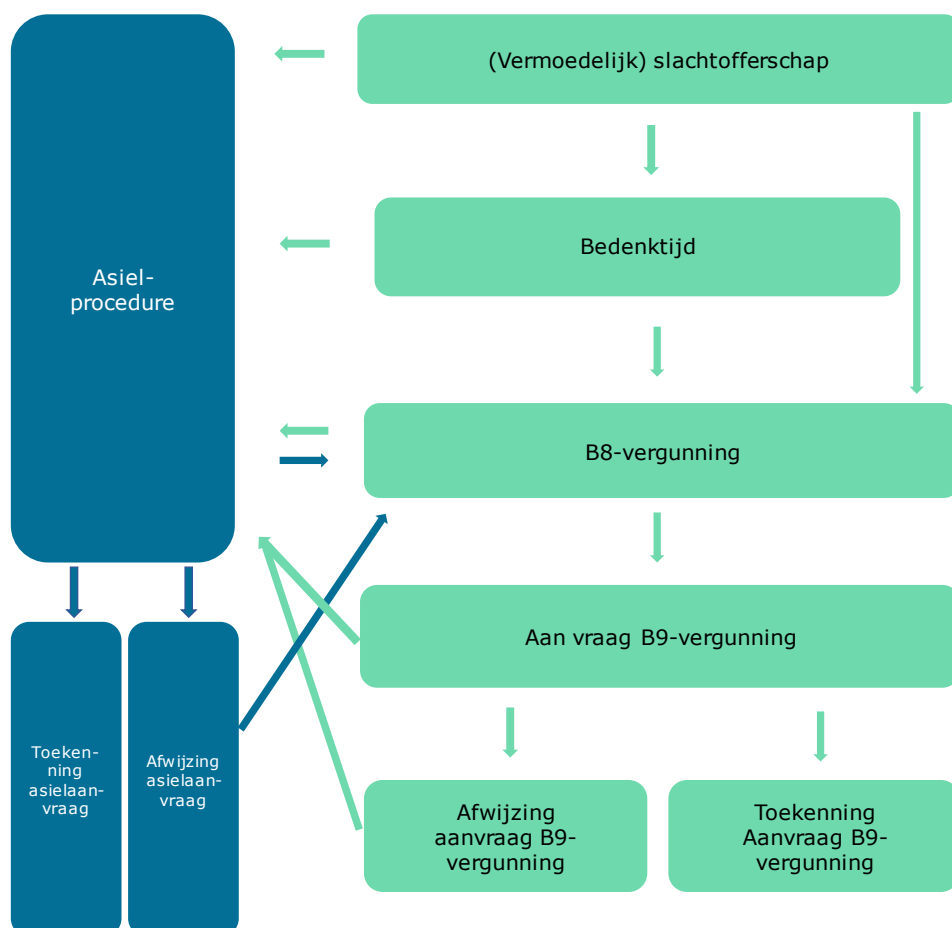 (Vermoedelijk) slachtofferschap
Bedenktijd
Asiel-
procedure
B8-vergunning
Aan vraag B9-vergunning
Toeken-
ning
asielaan-
vraag
Afwijzing
asielaan-
vraag
Afwijzing
aanvraag B9-
vergunning
Toekenning
Aanvraag B9-
vergunning